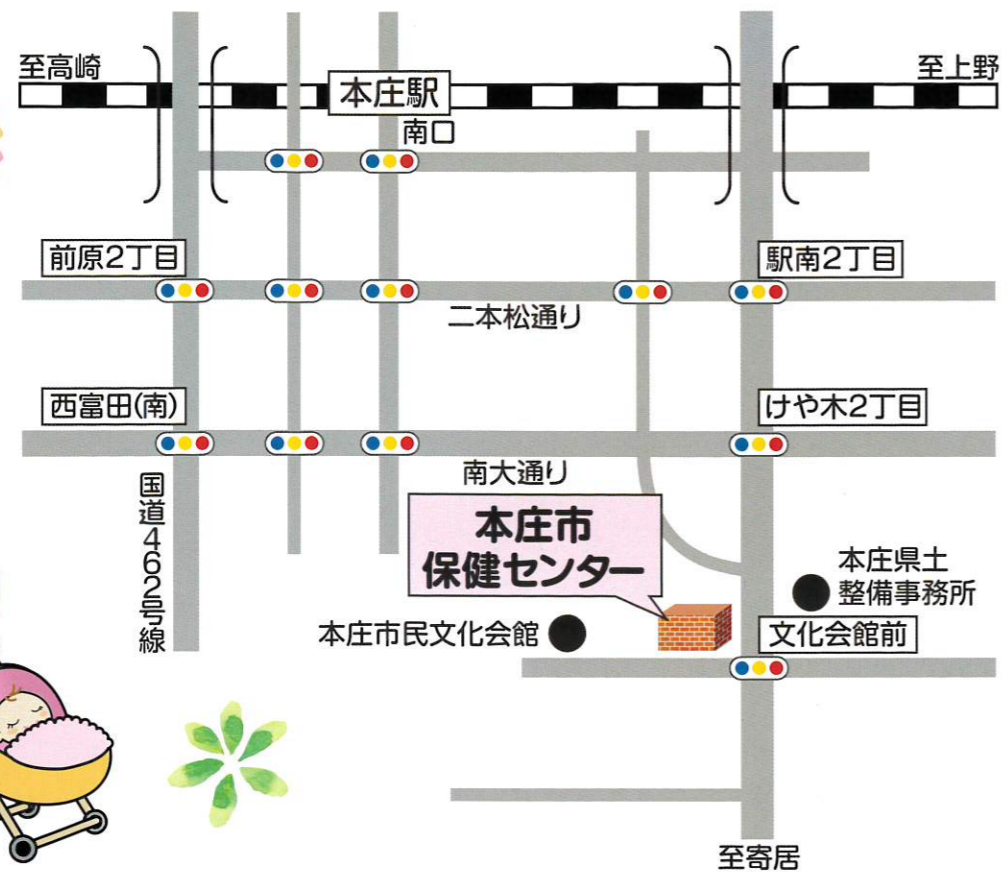 至高崎
至上野
本庄駅
南口
前原2丁目
駅南2丁目
二本松通り
西富田(南)
けや木2丁目
南大通り
国道462号線
本庄市
保健センター
本庄県土
整備事務所
本庄市民文化会館
文化会館前
至寄居